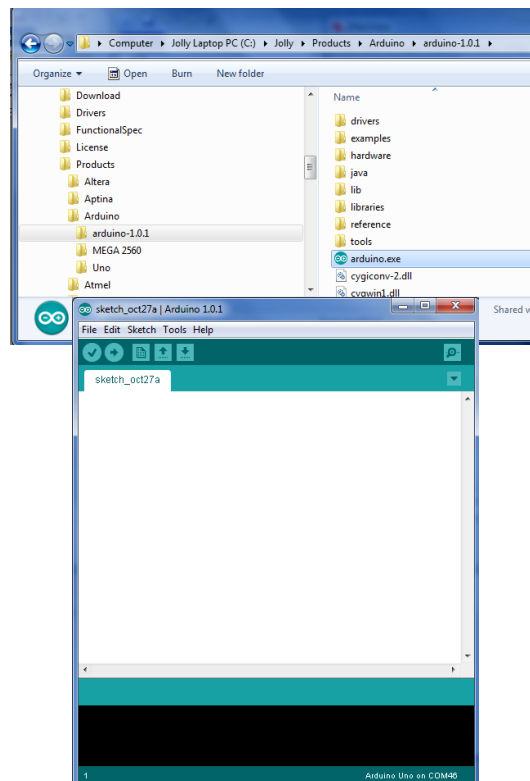 Computer ▸ Jolly Laptop PC (C:) ▸ Jolly ▸ Products ▸ Arduino ▸ arduino-1.0.1 ▸
Organize ▾ Open Burn New folder
Download
Drivers
FunctionalSpec
License
Products
Altera
Aptina
Arduino
arduino-1.0.1
MEGA 2560
Uno
Atmel
Name
drivers
examples
hardware
java
lib
libraries
reference
tools
arduino.exe
cygiconv-2.dll
cygwin1.dll
Shared w
sketch_oct27a | Arduino 1.0.1
File Edit Sketch Tools Help
sketch_oct27a
1 Arduino Uno on COM46